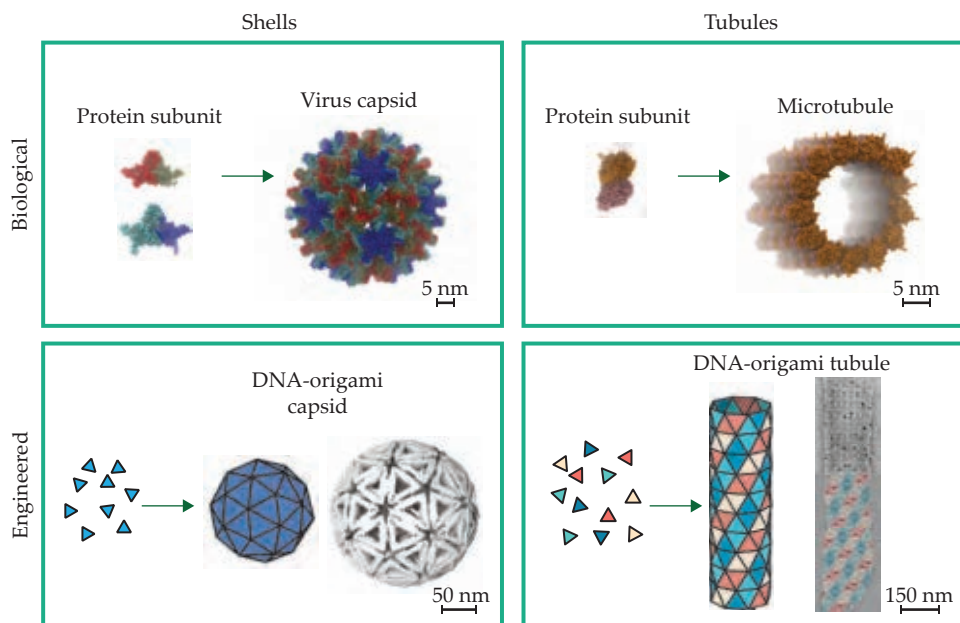 Shells
Tubules
Biological
Protein subunit
Virus capsid
5 nm
Protein subunit
Microtubule
5 nm
Engineered
DNA-origami
capsid
50 nm
DNA-origami tubule
150 nm